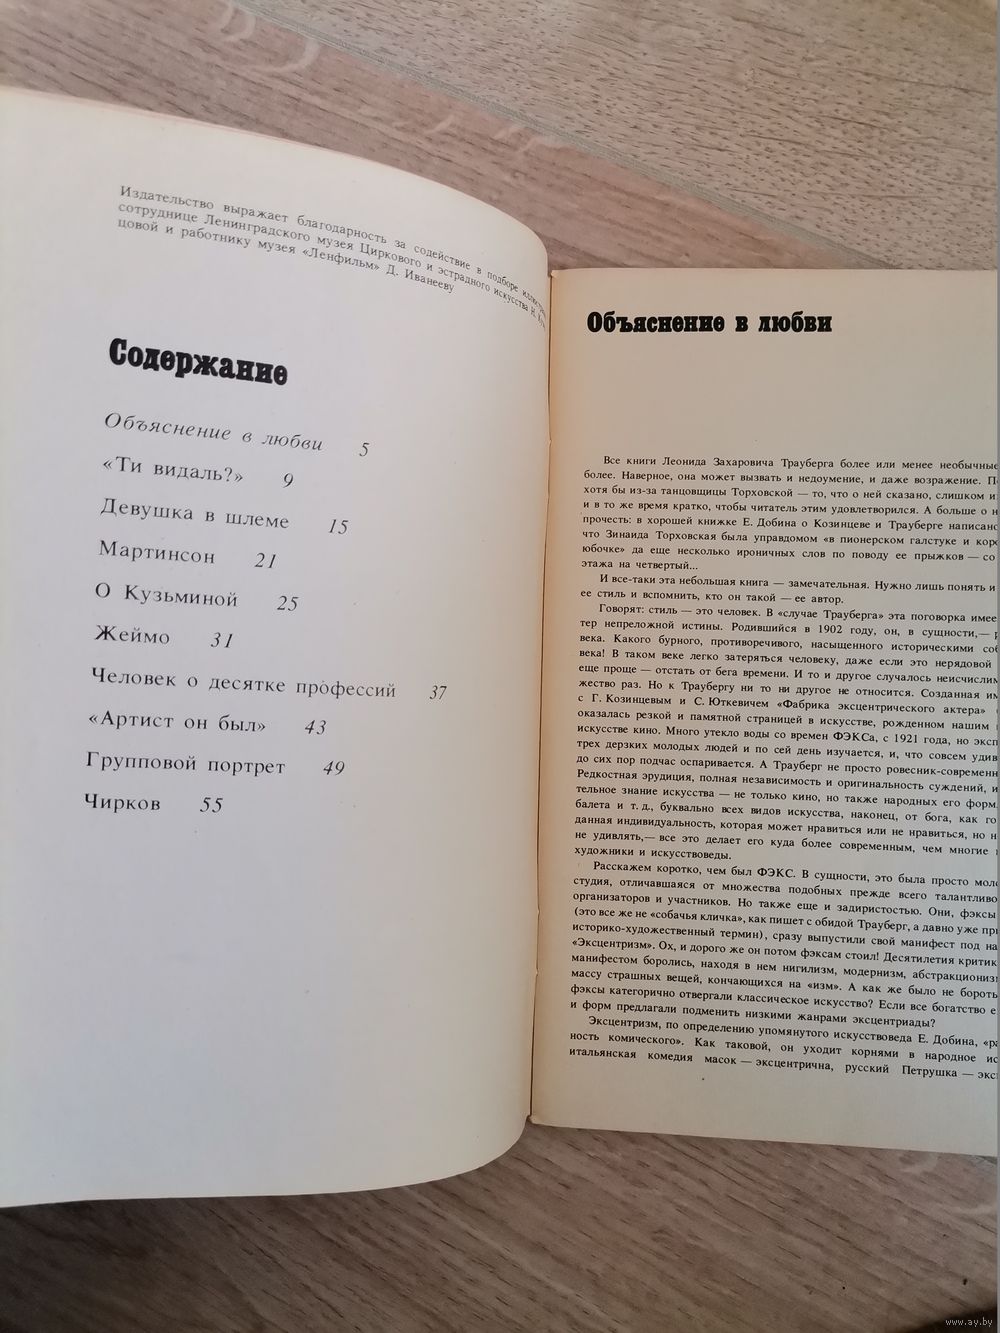 Издательство выражает благодарность за содействие в подборе
сотруднице Ленинградского музея Циркового и эстрадного искусства Н.
цовой и работнику музея «Ленфильм» Д. Иванееву
Содержание
Объяснение в любви 5
«Ти видаль?» 9
Девушка в шлеме 15
Мартинсон 21
О Кузьминой 25
Жеймо 31
Человек о десятке профессий 37
«Артист он был» 43
Групповой портрет 49
Чирков 55
Объяснение в любви
Все книги Леонида Захаровича Трауберга более или менее необычные
более. Наверное, она может вызвать и недоумение, и даже возражение.
хотя бы из-за танцовщицы Торховской — то, что о ней сказано, слишком
и в то же время кратко, чтобы читатель этим удовлетворился. А больше о
прочесть: в хорошей книжке Е. Добина о Козинцеве и Трауберге написано
что Зинаида Торховская была управдомом «в пионерском галстуке и
юбочке» да еще несколько ироничных слов по поводу ее прыжков — со
этажа на четвертый...
И все-таки эта небольшая книга — замечательная. Нужно лишь понять и
ее стиль и вспомнить, кто он такой — ее автор.
Говорят: стиль — это человек. В «случае Трауберга» эта поговорка
тер непреложной истины. Родившийся в 1902 году, он, в сущности,—
века. Какого бурного, противоречивого, насыщенного историческими
века! В таком веке легко затеряться человеку, даже если это нерядовой
еще проще — отстать от бега времени. И то и другое случалось
жество раз. Но к Траубергу ни то ни другое не относится. Созданная
с Г. Козинцевым и С. Юткевичем «Фабрика эксцентрического актера»
оказалась резкой и памятной страницей в искусстве, рожденном нашим
искусстве кино. Много утекло воды со времен ФЭКСа, с 1921 года, но
трех дерзких молодых людей и по сей день изучается, и, что совсем
до сих пор подчас оспаривается. А Трауберг не просто
Редкостная эрудиция, полная независимость и оригинальность суждений,
тельное знание искусства — не только кино, но также народных его
балета и т. д., буквально всех видов искусства, наконец, от бога, как
данная индивидуальность, которая может нравиться или не нравиться, но
не удивлять,— все это делает его куда более современным, чем многие
художники и искусствоведы.
Расскажем коротко, чем был ФЭКС. В сущности, это была просто
студия, отличавшаяся от множества подобных прежде всего
организаторов и участников. Но также еще и задиристостью. Они, фэксы
(это все же не «собачья кличка», как пишет с обидой Трауберг, а давно уже
историко-художественный термин), сразу выпустили свой манифест под
«Эксцентризм». Ох, и дорого же он потом фэксам стоил! Десятилетия
манифестом боролись, находя в нем нигилизм, модернизм,
массу страшных вещей, кончающихся на «изм». А как же было не
фэксы категорично отвергали классическое искусство? Если все богатство
и форм предлагали подменить низкими жанрами эксцентриады?
Эксцентризм, по определению упомянутого искусствоведа Е. Добина,
ность комического». Как таковой, он уходит корнями в народное
итальянская комедия масок — эксцентрична, русский Петрушка —
www.ay.by